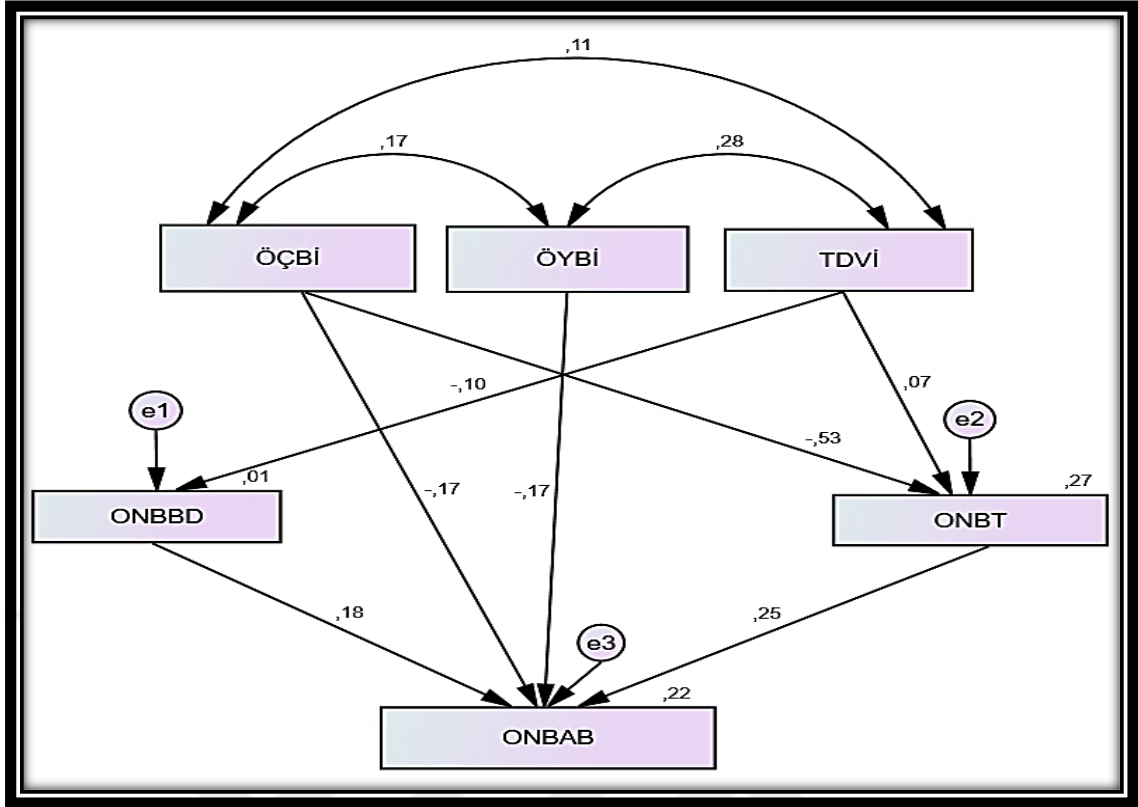 ,11
,17
,28
ÖÇBİ
ÖYBİ
TDVİ
-,10
,07
e1
e2
-,53
,01
,27
-,17
-,17
ONBBD
ONBT
,18
,25
e3
,22
ONBAB